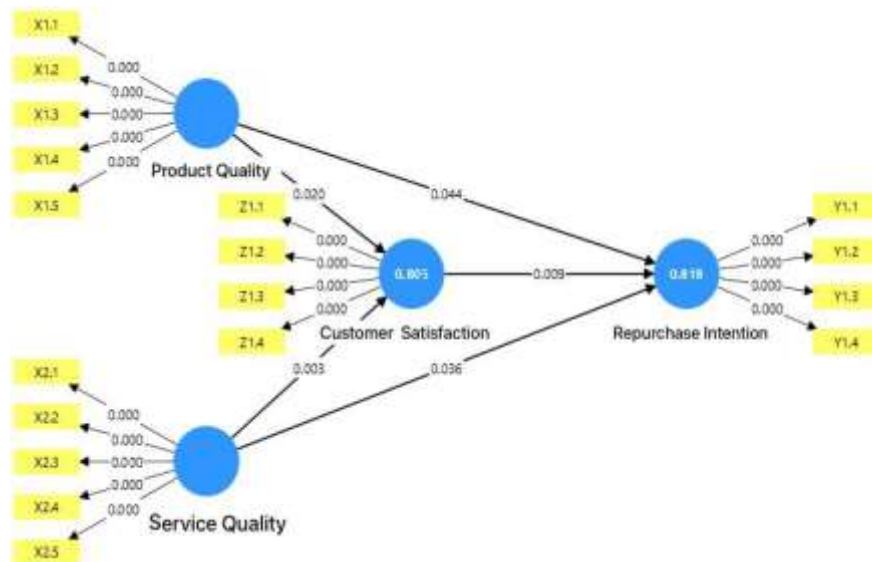 X1.1
0.000
X1.2
0.000
X1.3
0.000
X1.4
0.000
X1.5
0.000
Product Quality
0.020
0.044
Z1.1
0.000
Z1.2
0.000
Z1.3
0.000
Z1.4
0.000
0.805
Customer Satisfaction
0.009
Y1.1
0.000
Y1.2
0.000
Y1.3
0.000
Y1.4
0.000
Repurchase Intention
0.003
0.036
X2.1
0.000
X2.2
0.000
X2.3
0.000
X2.4
0.000
X2.5
0.000
Service Quality